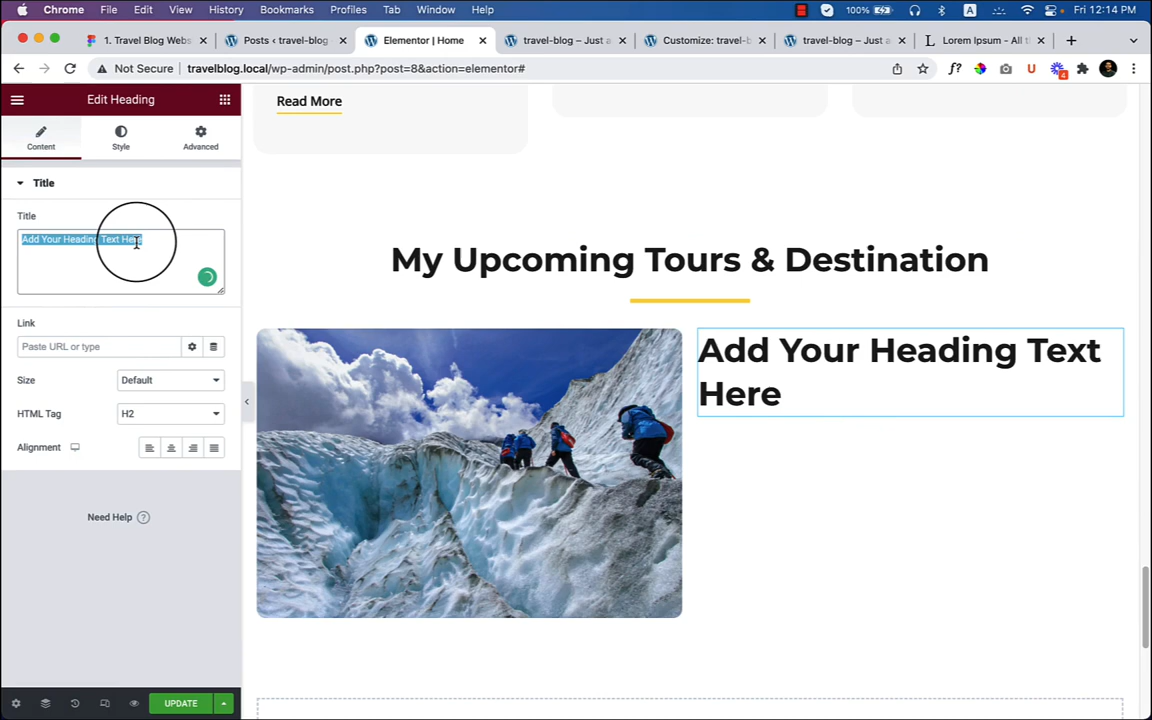 Chrome File Edit View History Bookmarks Profiles Tab Window Help 100% A Fri 12:14 PM
1. Travel Blog Webs Posts ‹ travel-blog Elementor | Home travel-blog – Just a Customize: travel-b travel-blog – Just a Lorem Ipsum - All t
Not Secure travelblog.local/wp-admin/post.php?post=8&action=elementor# f? U 4
Edit Heading
Content Style Advanced
Title
Title
Add Your Heading Text Here
Link
Paste URL or type
Size Default
HTML Tag H2
Alignment
Need Help ?
UPDATE
Read More
My Upcoming Tours & Destination
Add Your Heading Text
Here